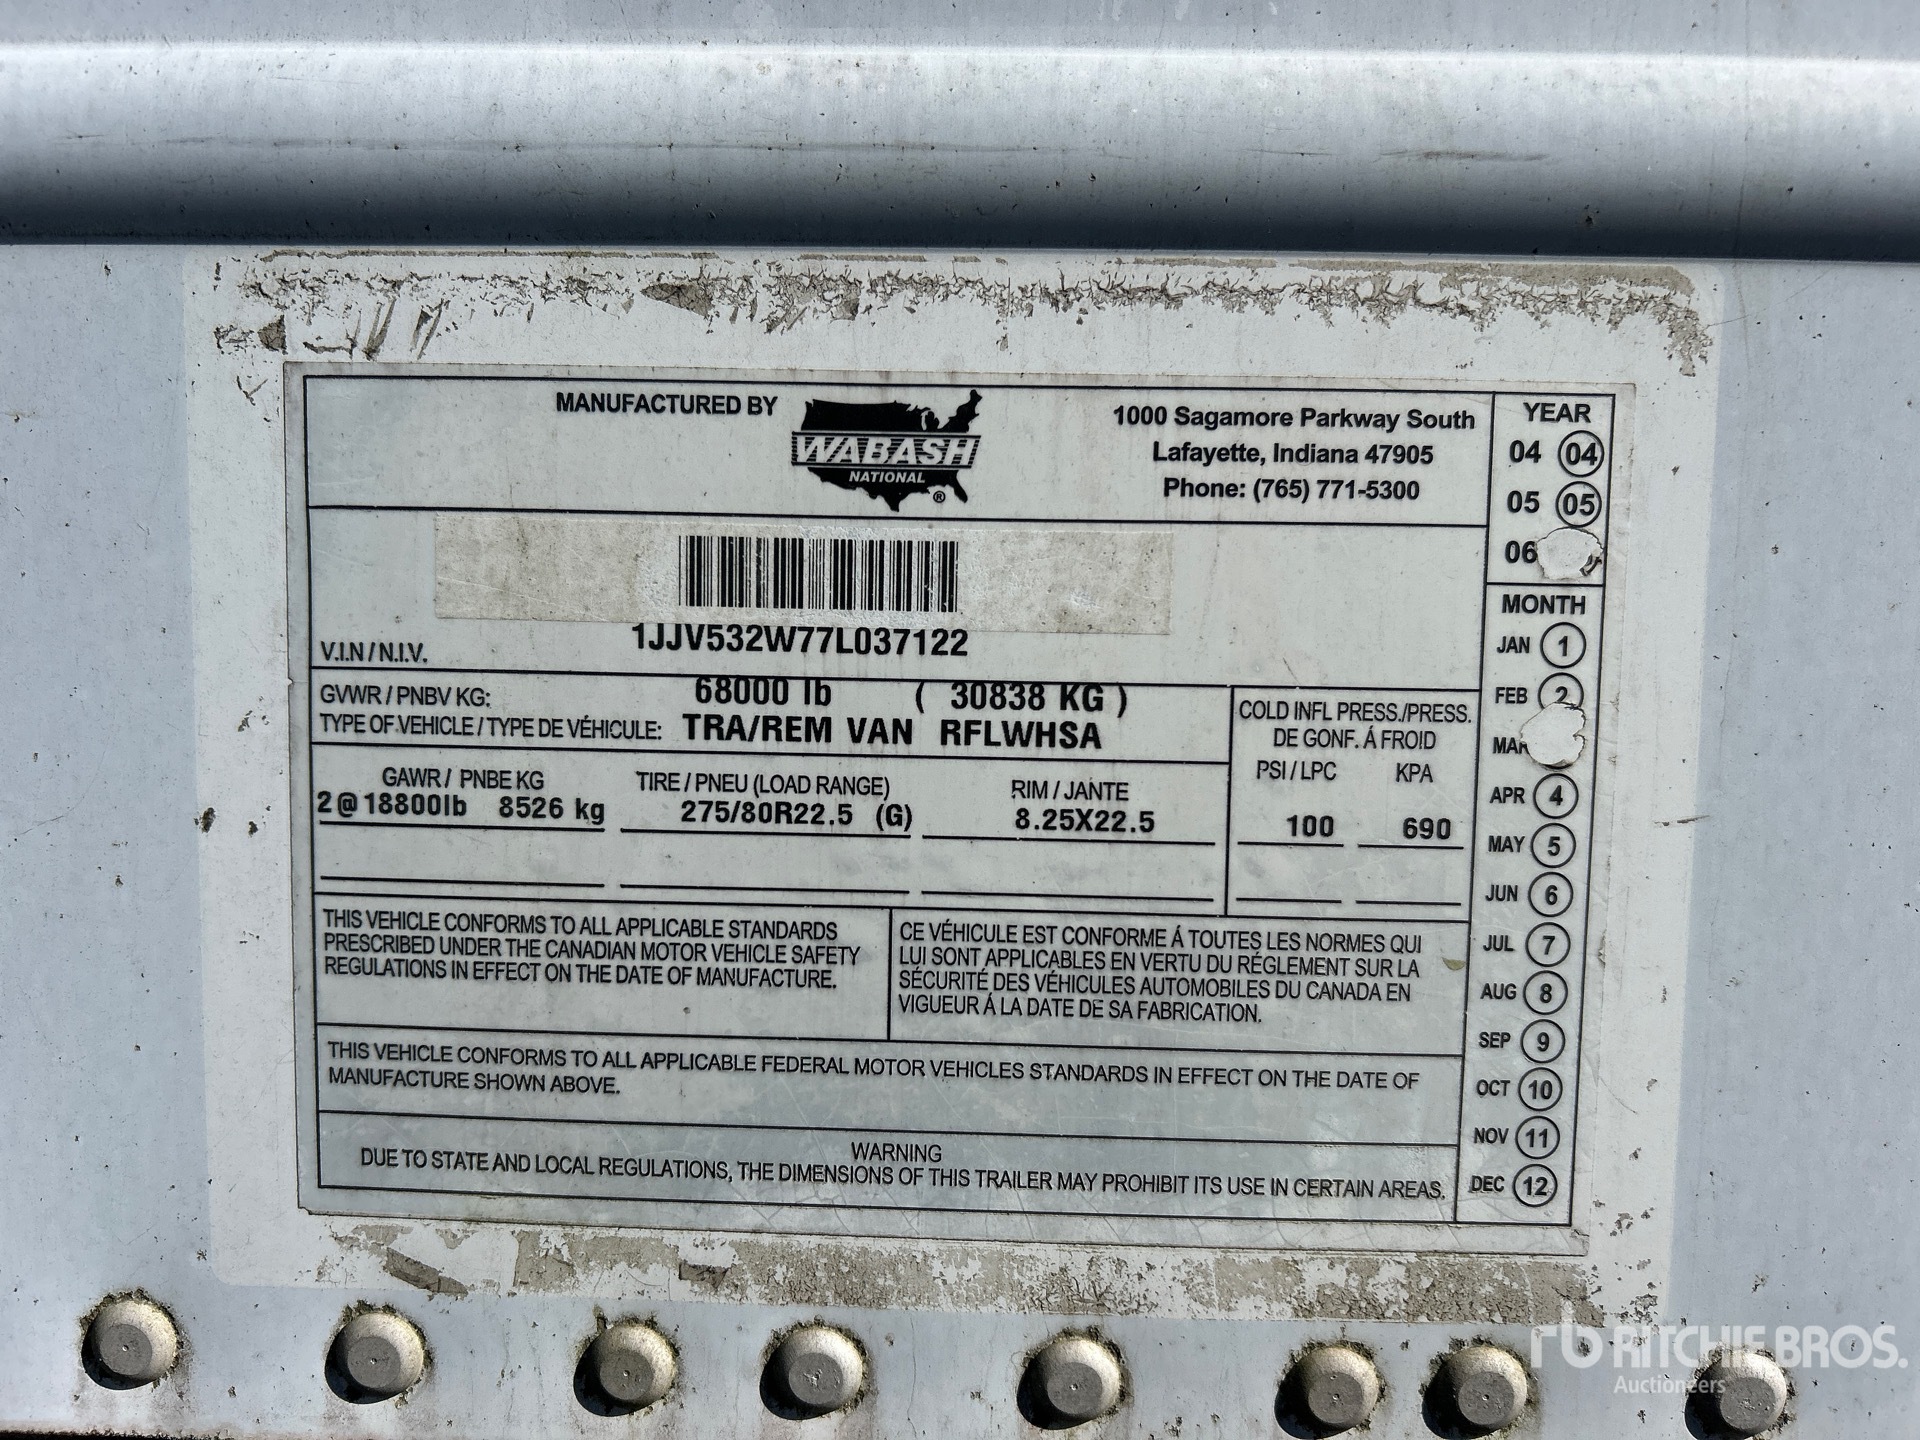 MANUFACTURED BY
WABASH
NATIONAL
®
1000 Sagamore Parkway South
Lafayette, Indiana 47905
Phone: (765) 771-5300
YEAR
04 04
05 05
06
MONTH
JAN 1
FEB 2
MAR
APR 4
MAY 5
JUN 6
JUL 7
AUG 8
SEP 9
OCT 10
NOV 11
DEC 12
V.I.N / N.I.V. 1JJV532W77L037122
GVWR / PNBV KG: 68000 lb ( 30838 KG )
TYPE OF VEHICLE / TYPE DE VÉHICULE: TRA/REM VAN RFLWHSA
COLD INFL PRESS./PRESS.
DE GONF. Á FROID
PSI / LPC KPA
100 690
GAWR / PNBE KG TIRE / PNEU (LOAD RANGE) RIM / JANTE
2@18800lb 8526 kg 275/80R22.5 (G) 8.25X22.5
THIS VEHICLE CONFORMS TO ALL APPLICABLE STANDARDS
PRESCRIBED UNDER THE CANADIAN MOTOR VEHICLE SAFETY
REGULATIONS IN EFFECT ON THE DATE OF MANUFACTURE.
CE VÉHICULE EST CONFORME Á TOUTES LES NORMES QUI
LUI SONT APPLICABLES EN VERTU DU RÉGLEMENT SUR LA
SÉCURITÉ DES VÉHICULES AUTOMOBILES DU CANADA EN
VIGUEUR Á LA DATE DE SA FABRICATION.
THIS VEHICLE CONFORMS TO ALL APPLICABLE FEDERAL MOTOR VEHICLES STANDARDS IN EFFECT ON THE DATE OF
MANUFACTURE SHOWN ABOVE.
WARNING
DUE TO STATE AND LOCAL REGULATIONS, THE DIMENSIONS OF THIS TRAILER MAY PROHIBIT ITS USE IN CERTAIN AREAS.
rb RITCHIE BROS.
Auctioneers